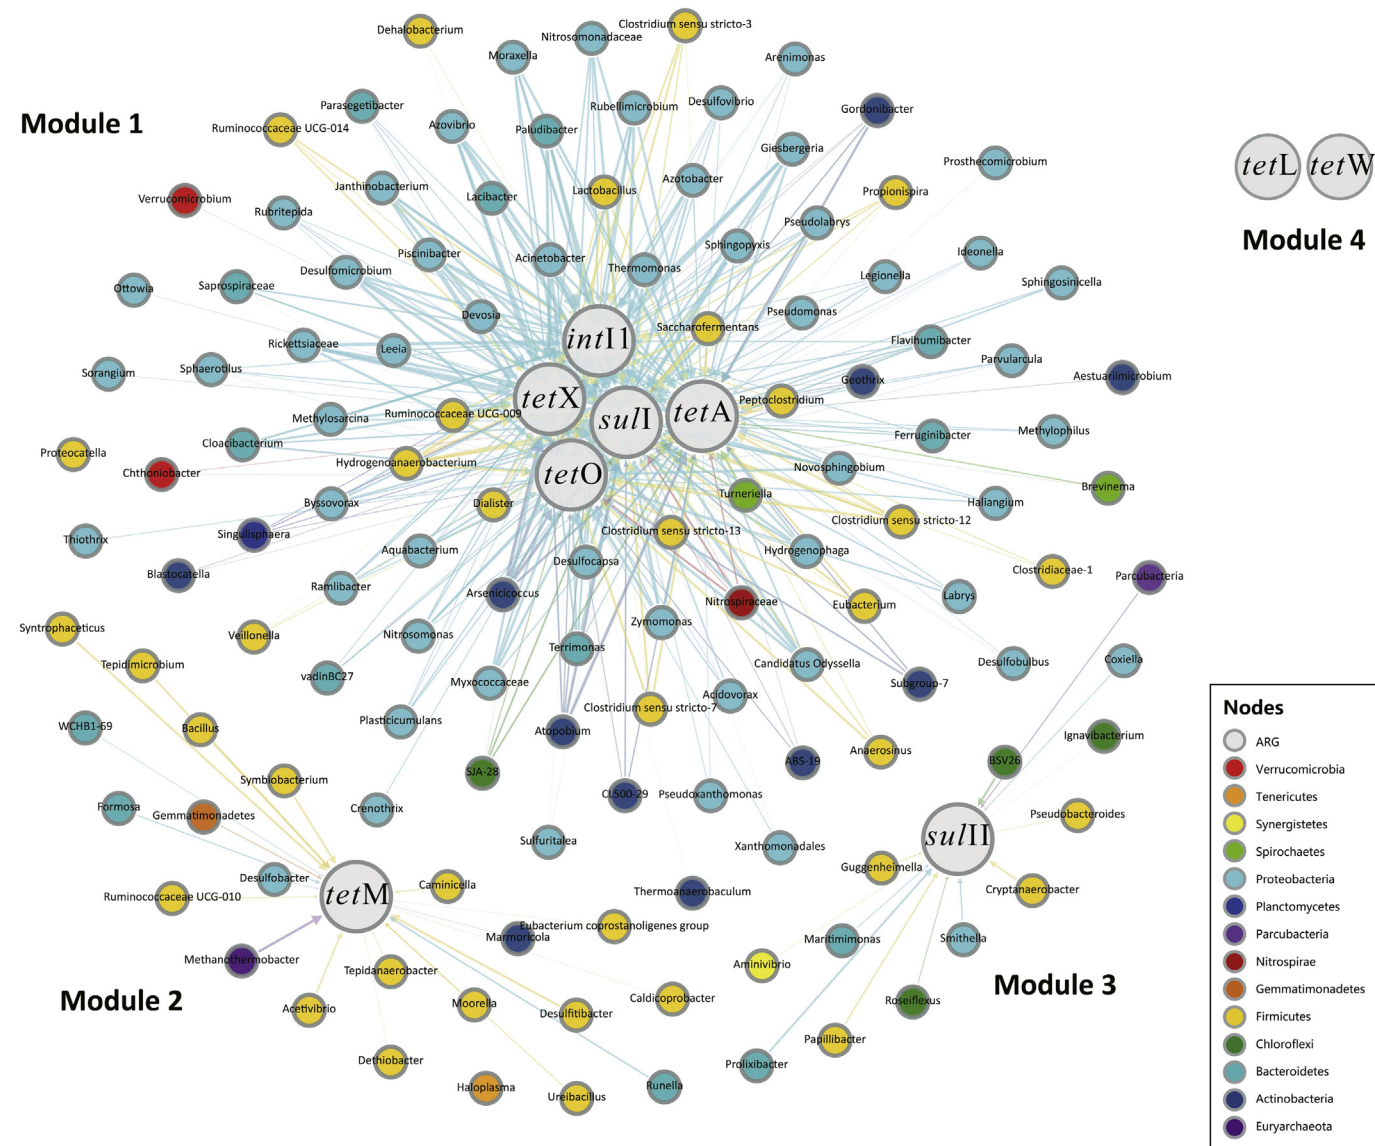 Dehalobacterium
Clostridium sensu stricto-3
Nitrosomonadaceae
Moraxella
Arenimonas
Parasegetibacter
Rubellimicrobium
Desulfovibrio
Gordonibacter
Module 1
Ruminococcaceae UCG-014
Azovibrio
Paludibacter
Giesbergeria
Prosthecomicrobium
tetL
tetW
Janthinobacterium
Lactobacillus
Azotobacter
Propionispira
Verrucomicrobium
Rubritepida
Lacibacter
Pseudolabrys
Module 4
Piscinibacter
Sphingopyxis
Ideonella
Desulfomicrobium
Acinetobacter
Thermomonas
Legionella
Ottowia
Saprospiraceae
Sphingosinicella
Devosia
Saccharofermentans
Pseudomonas
intI1
Rickettsiaceae
Leeia
Flavihumibacter
Sorangium
Sphaerotilus
Parvularcula
Geothrix
Aestuariimicrobium
tetX
sulI
tetA
Peptoclostridium
Methylosarcina
Ruminococcaceae UCG-009
Cloacibacterium
Ferruginibacter
Methylophilus
Proteocatella
Chthoniobacter
Hydrogenoanaerobacterium
tetO
Novosphingobium
Brevinema
Byssovorax
Dialister
Turneriella
Haliangium
Thiothrix
Singulisphaera
Clostridium sensu stricto-13
Clostridium sensu stricto-12
Aquabacterium
Desulfocapsa
Hydrogenophaga
Blastocatella
Ramlibacter
Arsenicicoccus
Clostridiaceae-1
Parcubacteria
Nitrospiraceae
Eubacterium
Labrys
Syntrophaceticus
Veillonella
Nitrosomonas
Zymomonas
Tepidimicrobium
Terrimonas
Candidatus Odyssella
Desulfobulbus
Coxiella
vadinBC27
Myxococcaceae
Acidovorax
Subgroup-7
Clostridium sensu stricto-7
WCHB1-69
Bacillus
Plasticicumulans
Atopobium
Ignavibacterium
Anaerosinus
Symbiobacterium
SJA-28
ABS-19
BSV26
Formosa
Gemmatimonadetes
Crenothrix
CL500-29
Pseudoxanthomonas
Pseudobacteroides
Sulfuritalea
Xanthomonadales
sulII
Desulfobacter
Guggenheimella
Ruminococcaceae UCG-010
tetM
Caminicella
Thermoanaerobaculum
Cryptanaerobacter
Eubacterium coprostanoligenes group
Marmoricola
Maritimimonas
Smithella
Methanothermobacter
Tepidanaerobacter
Aminivibrio
Module 2
Module 3
Acetivibrio
Moorella
Desulfitibacter
Caldicoprobacter
Roseiflexus
Papillibacter
Dethiobacter
Prolixibacter
Haloplasma
Ureibacillus
Runella
Nodes
ARG
Verrucomicrobia
Tenericutes
Synergistetes
Spirochaetes
Proteobacteria
Planctomycetes
Parcubacteria
Nitrospirae
Gemmatimonadetes
Firmicutes
Chloroflexi
Bacteroidetes
Actinobacteria
Euryarchaeota